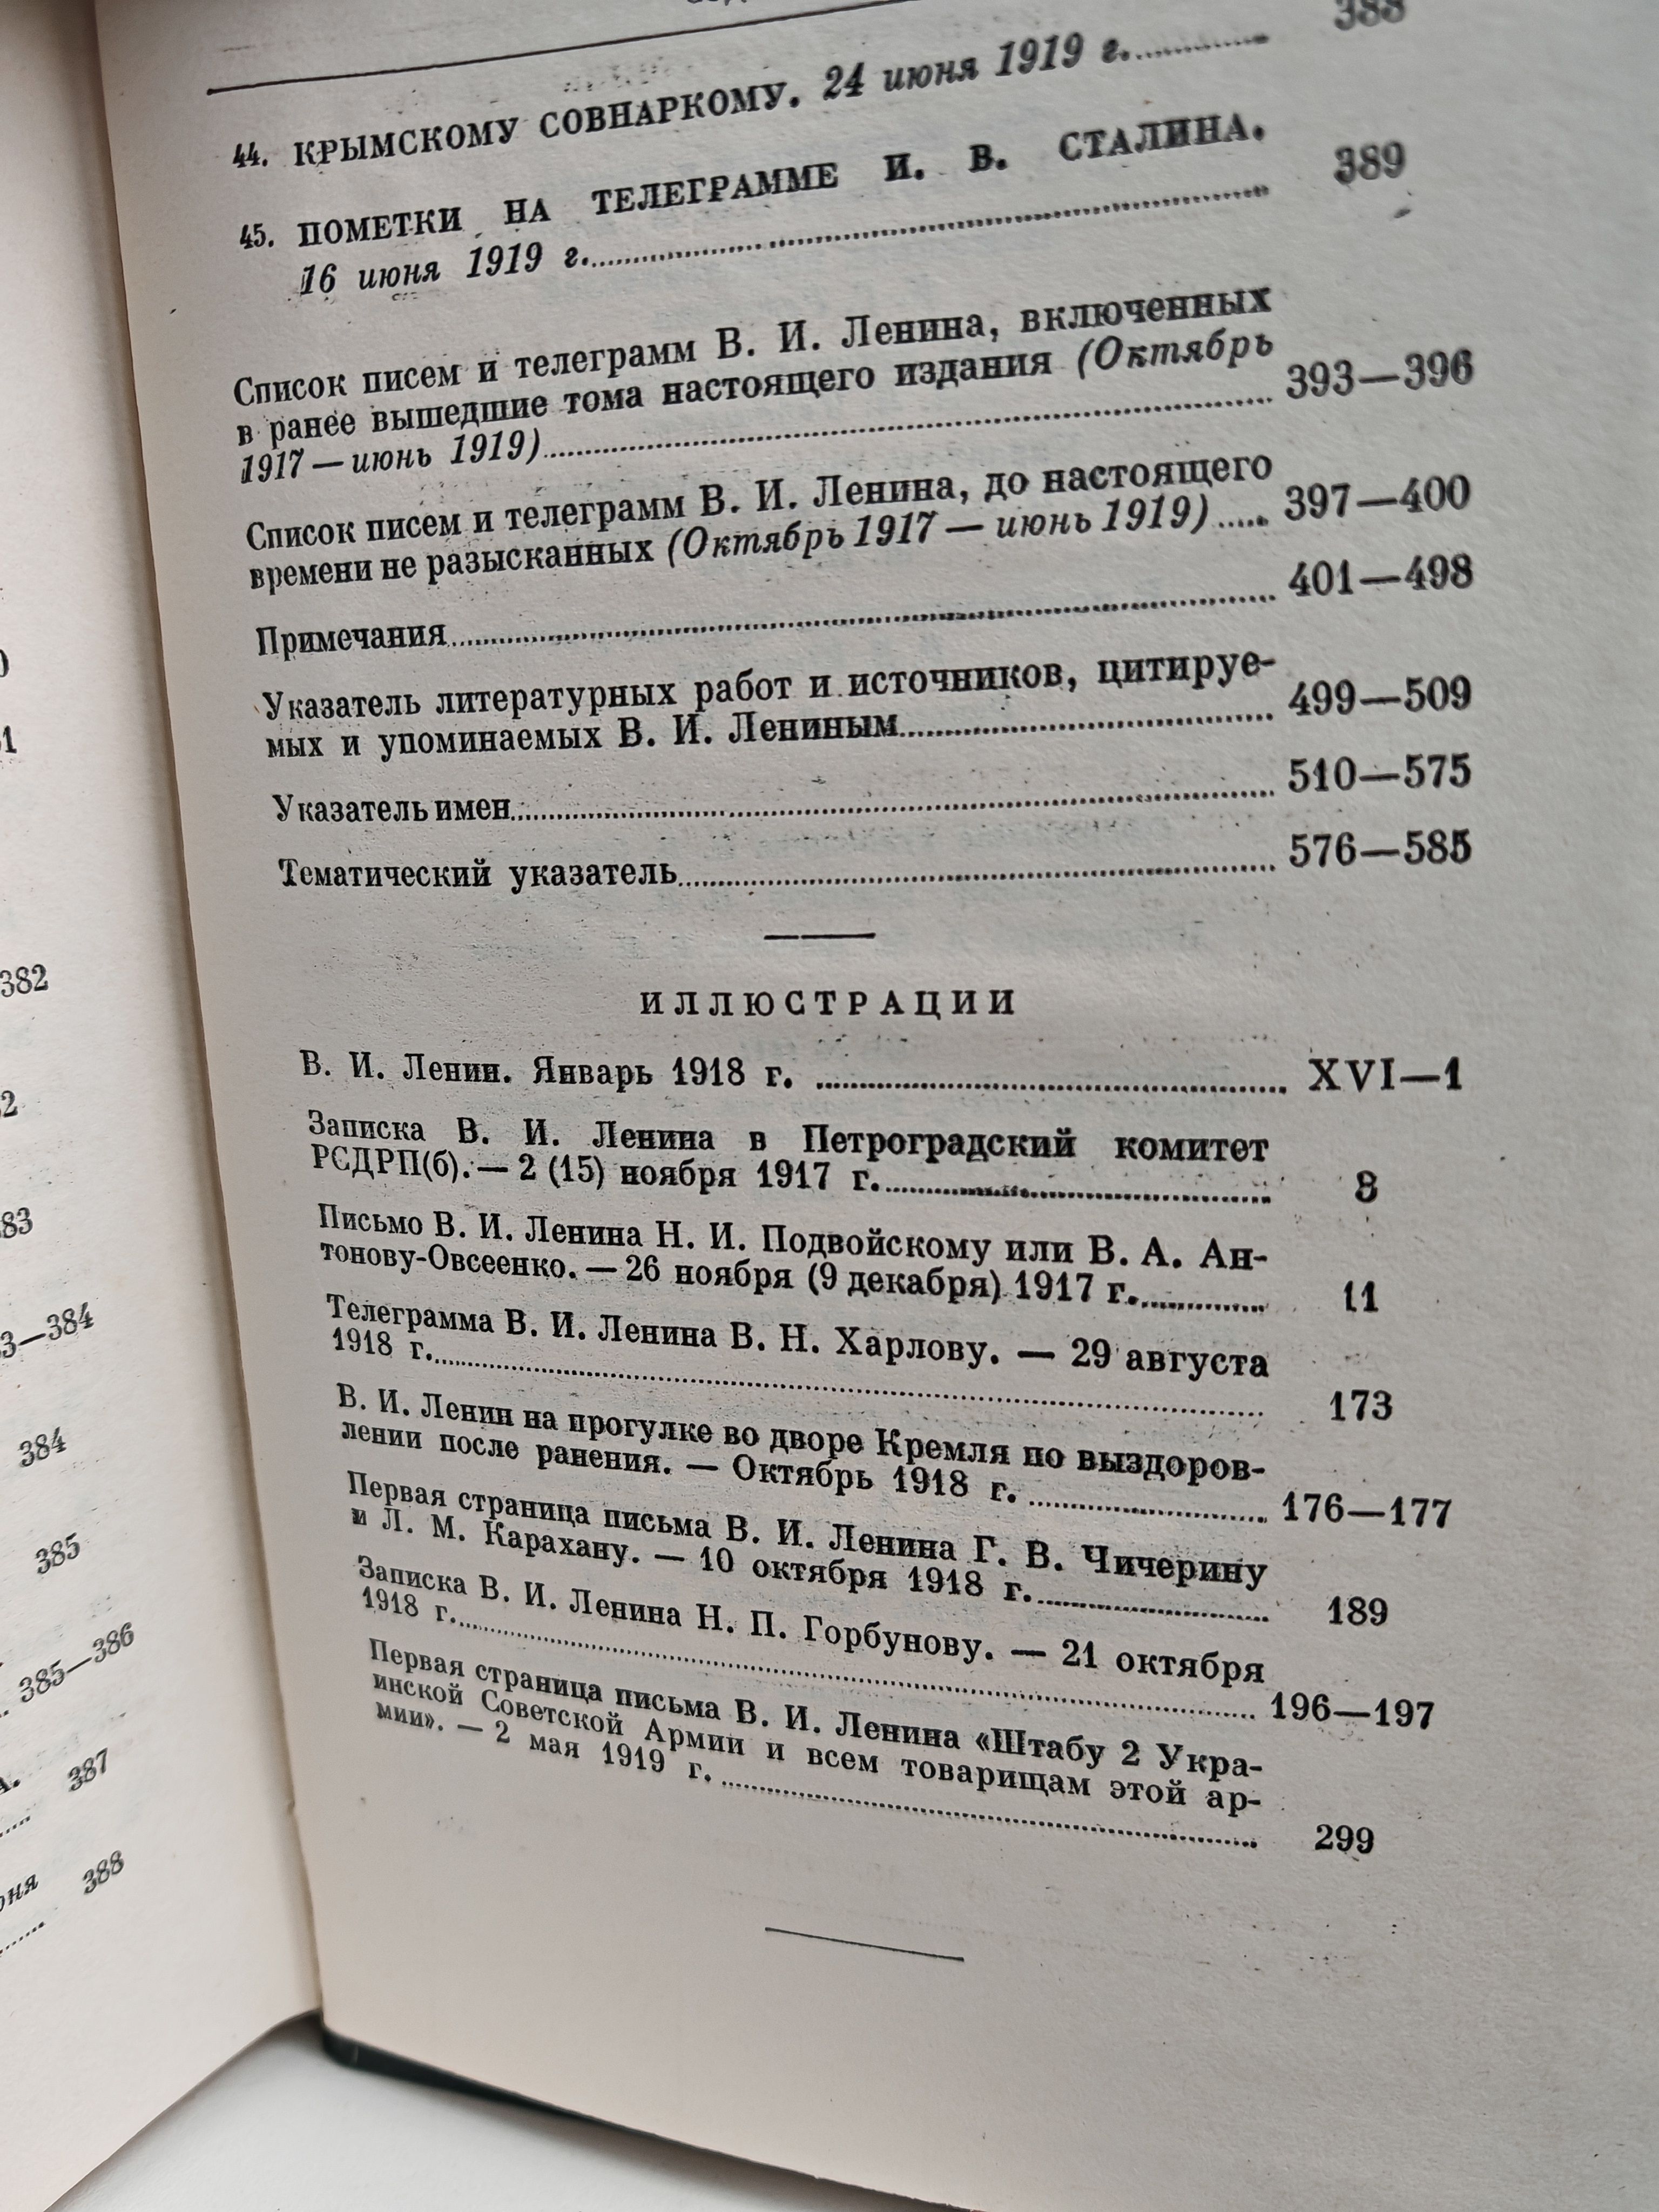 388
44. КРЫМСКОМУ СОВНАРКОМУ. 24 июня 1919 г.
45. ПОМЕТКИ НА ТЕЛЕГРАММЕ И. В. СТАЛИНА.
16 июня 1919 г. 389
Список писем и телеграмм В. И. Ленина, включенных
в ранее вышедшие тома настоящего издания (Октябрь
1917 — июнь 1919) 393—396
Список писем и телеграмм В. И. Ленина, до настоящего
времени не разысканных (Октябрь 1917 — июнь 1919) 397—400
Примечания 401—498
Указатель литературных работ и источников, цитируе-
мых и упоминаемых В. И. Лениным 499—509
Указатель имен 510—575
Тематический указатель 576—585
ИЛЛЮСТРАЦИИ
В. И. Ленин. Январь 1918 г. XVI—1
Записка В. И. Ленина в Петроградский комитет
РСДРП(б). — 2 (15) ноября 1917 г. 8
Письмо В. И. Ленина Н. И. Подвойскому или В. А. Ан-
тонову-Овсеенко. — 26 ноября (9 декабря) 1917 г. 11
Телеграмма В. И. Ленина В. Н. Харлову. — 29 августа
1918 г. 173
В. И. Ленин на прогулке во дворе Кремля по выздоров-
лении после ранения. — Октябрь 1918 г. 176—177
Первая страница письма В. И. Ленина Г. В. Чичерину
и Л. М. Карахану. — 10 октября 1918 г. 189
Записка В. И. Ленина Н. П. Горбунову. — 21 октября
1918 г. 196—197
Первая страница письма В. И. Ленина «Штабу 2 Укра-
инской Советской Армии и всем товарищам этой ар-
мии». — 2 мая 1919 г. 299
382
83
3—384
384
385
385—386
387
388